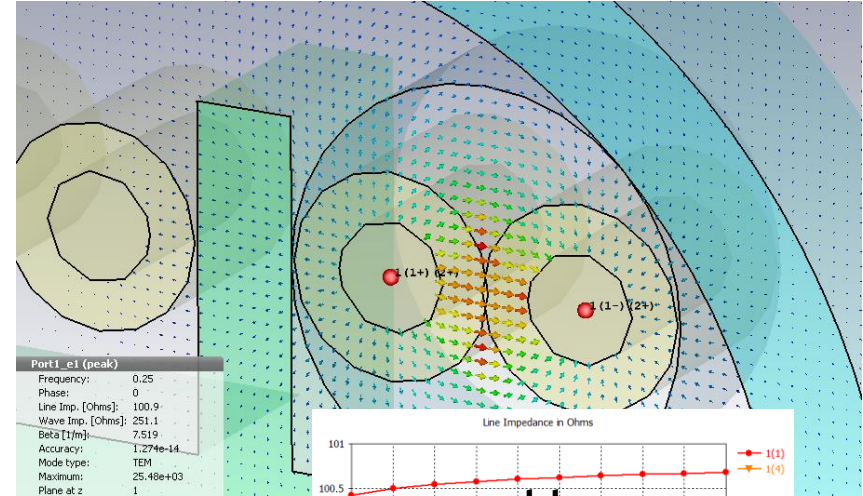 1 (1+) (2+)
1 (1-) (2+)
Port1_e1 (peak)
Frequency: 0.25
Phase: 0
Line Imp. [Ohms]: 100.9
Wave Imp. [Ohms]: 251.1
Beta [1/m]: 7.519
Accuracy: 1.274e-14
Mode type: TEM
Maximum: 25.48e+03
Plane at z 1
Line Impedance in Ohms
101
1(1)
1(4)
100.5